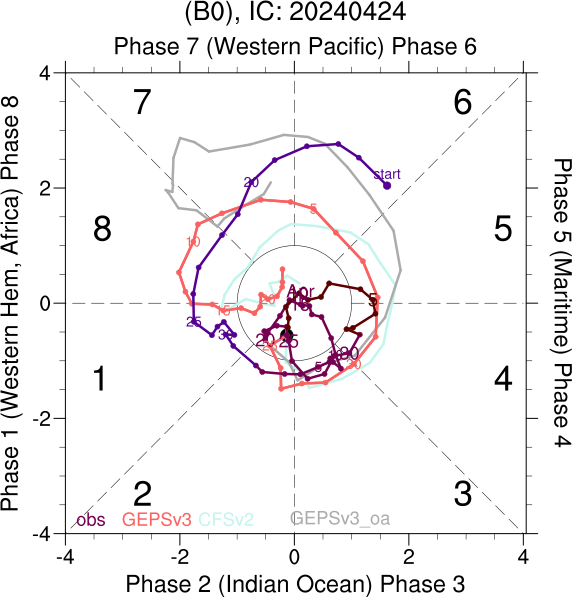 (B0), IC: 20240424
Phase 7 (Western Pacific) Phase 6
4
7
6
start
20
2
5
8
10
5
Phase 1 (Western Hem, Africa) Phase 8
Phase 5 (Maritime) Phase 4
Apr
5
0
15
25
20
25
30
5
1
4
-2
2
3
obs
GEPSv3
CFSv2
GEPSv3_oa
-4
-4
-2
0
2
4
Phase 2 (Indian Ocean) Phase 3